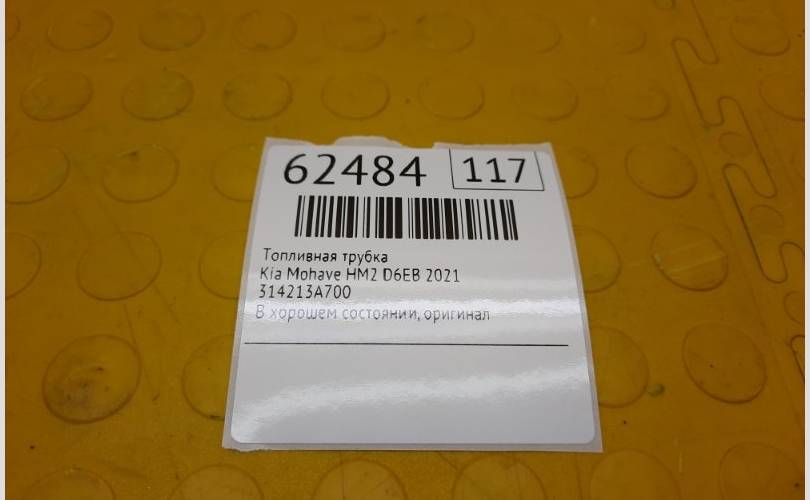 62484 117
Топливная трубка
Kia Mohave HM2 D6EB 2021
314213A700
В хорошем состоянии, оригинал